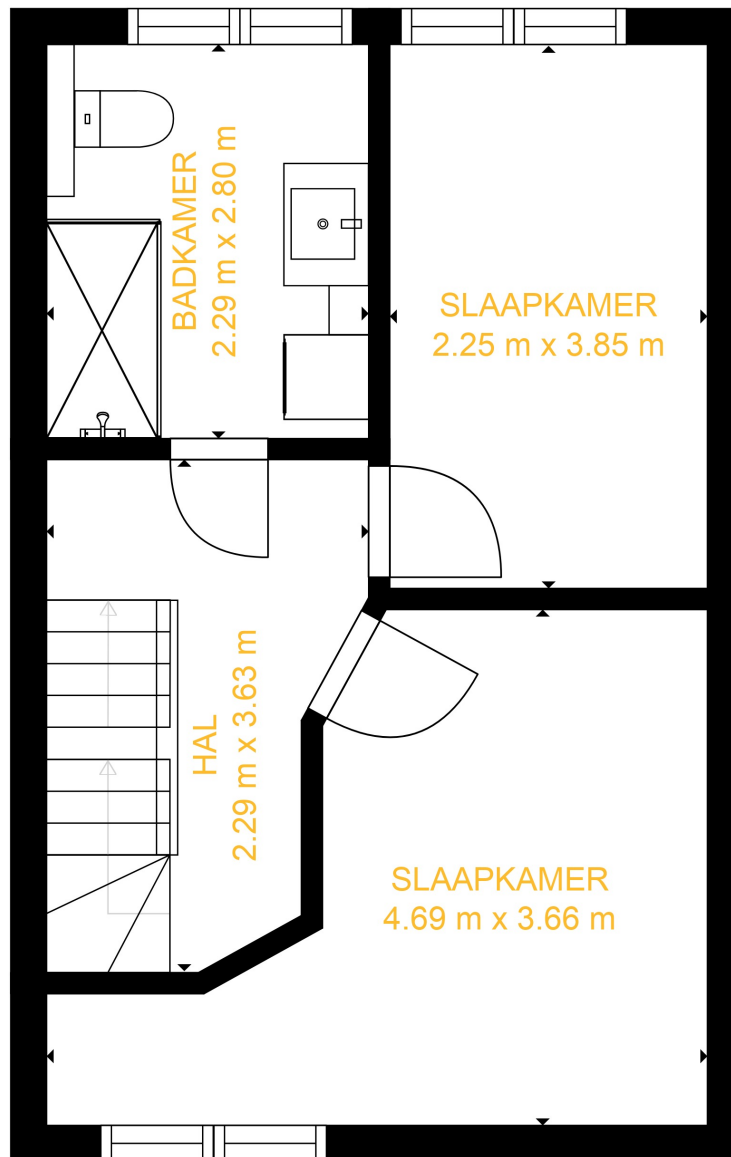 BADKAMER
2.29 m x 2.80 m
SLAAPKAMER
2.25 m x 3.85 m
HAL
2.29 m x 3.63 m
SLAAPKAMER
4.69 m x 3.66 m